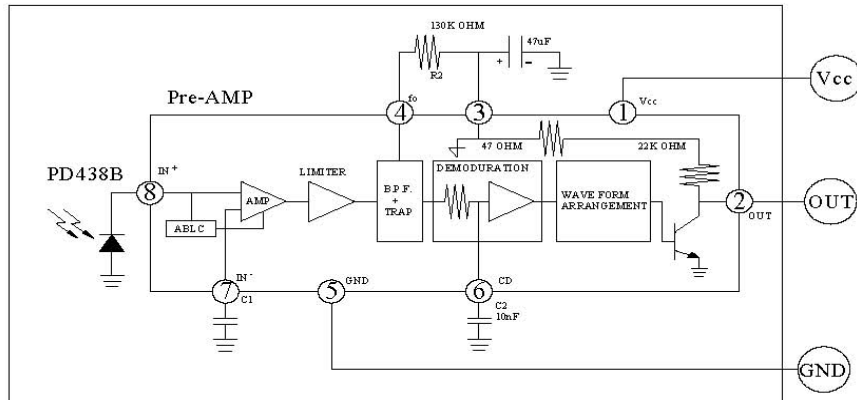 130K OHM
47uF
+
-
R2
Vcc
Pre-AMP
4
fo
3
1
Vcc
47 OHM
22K OHM
PD438B
8
IN+
LIMITER
DEMODURATION
B.P.F.
+
TRAP
WAVE FORM
ARRANGEMENT
AMP
ABLC
2
OUT
OUT
7
IN-
C1
5
GND
6
CD
C2
10nF
GND